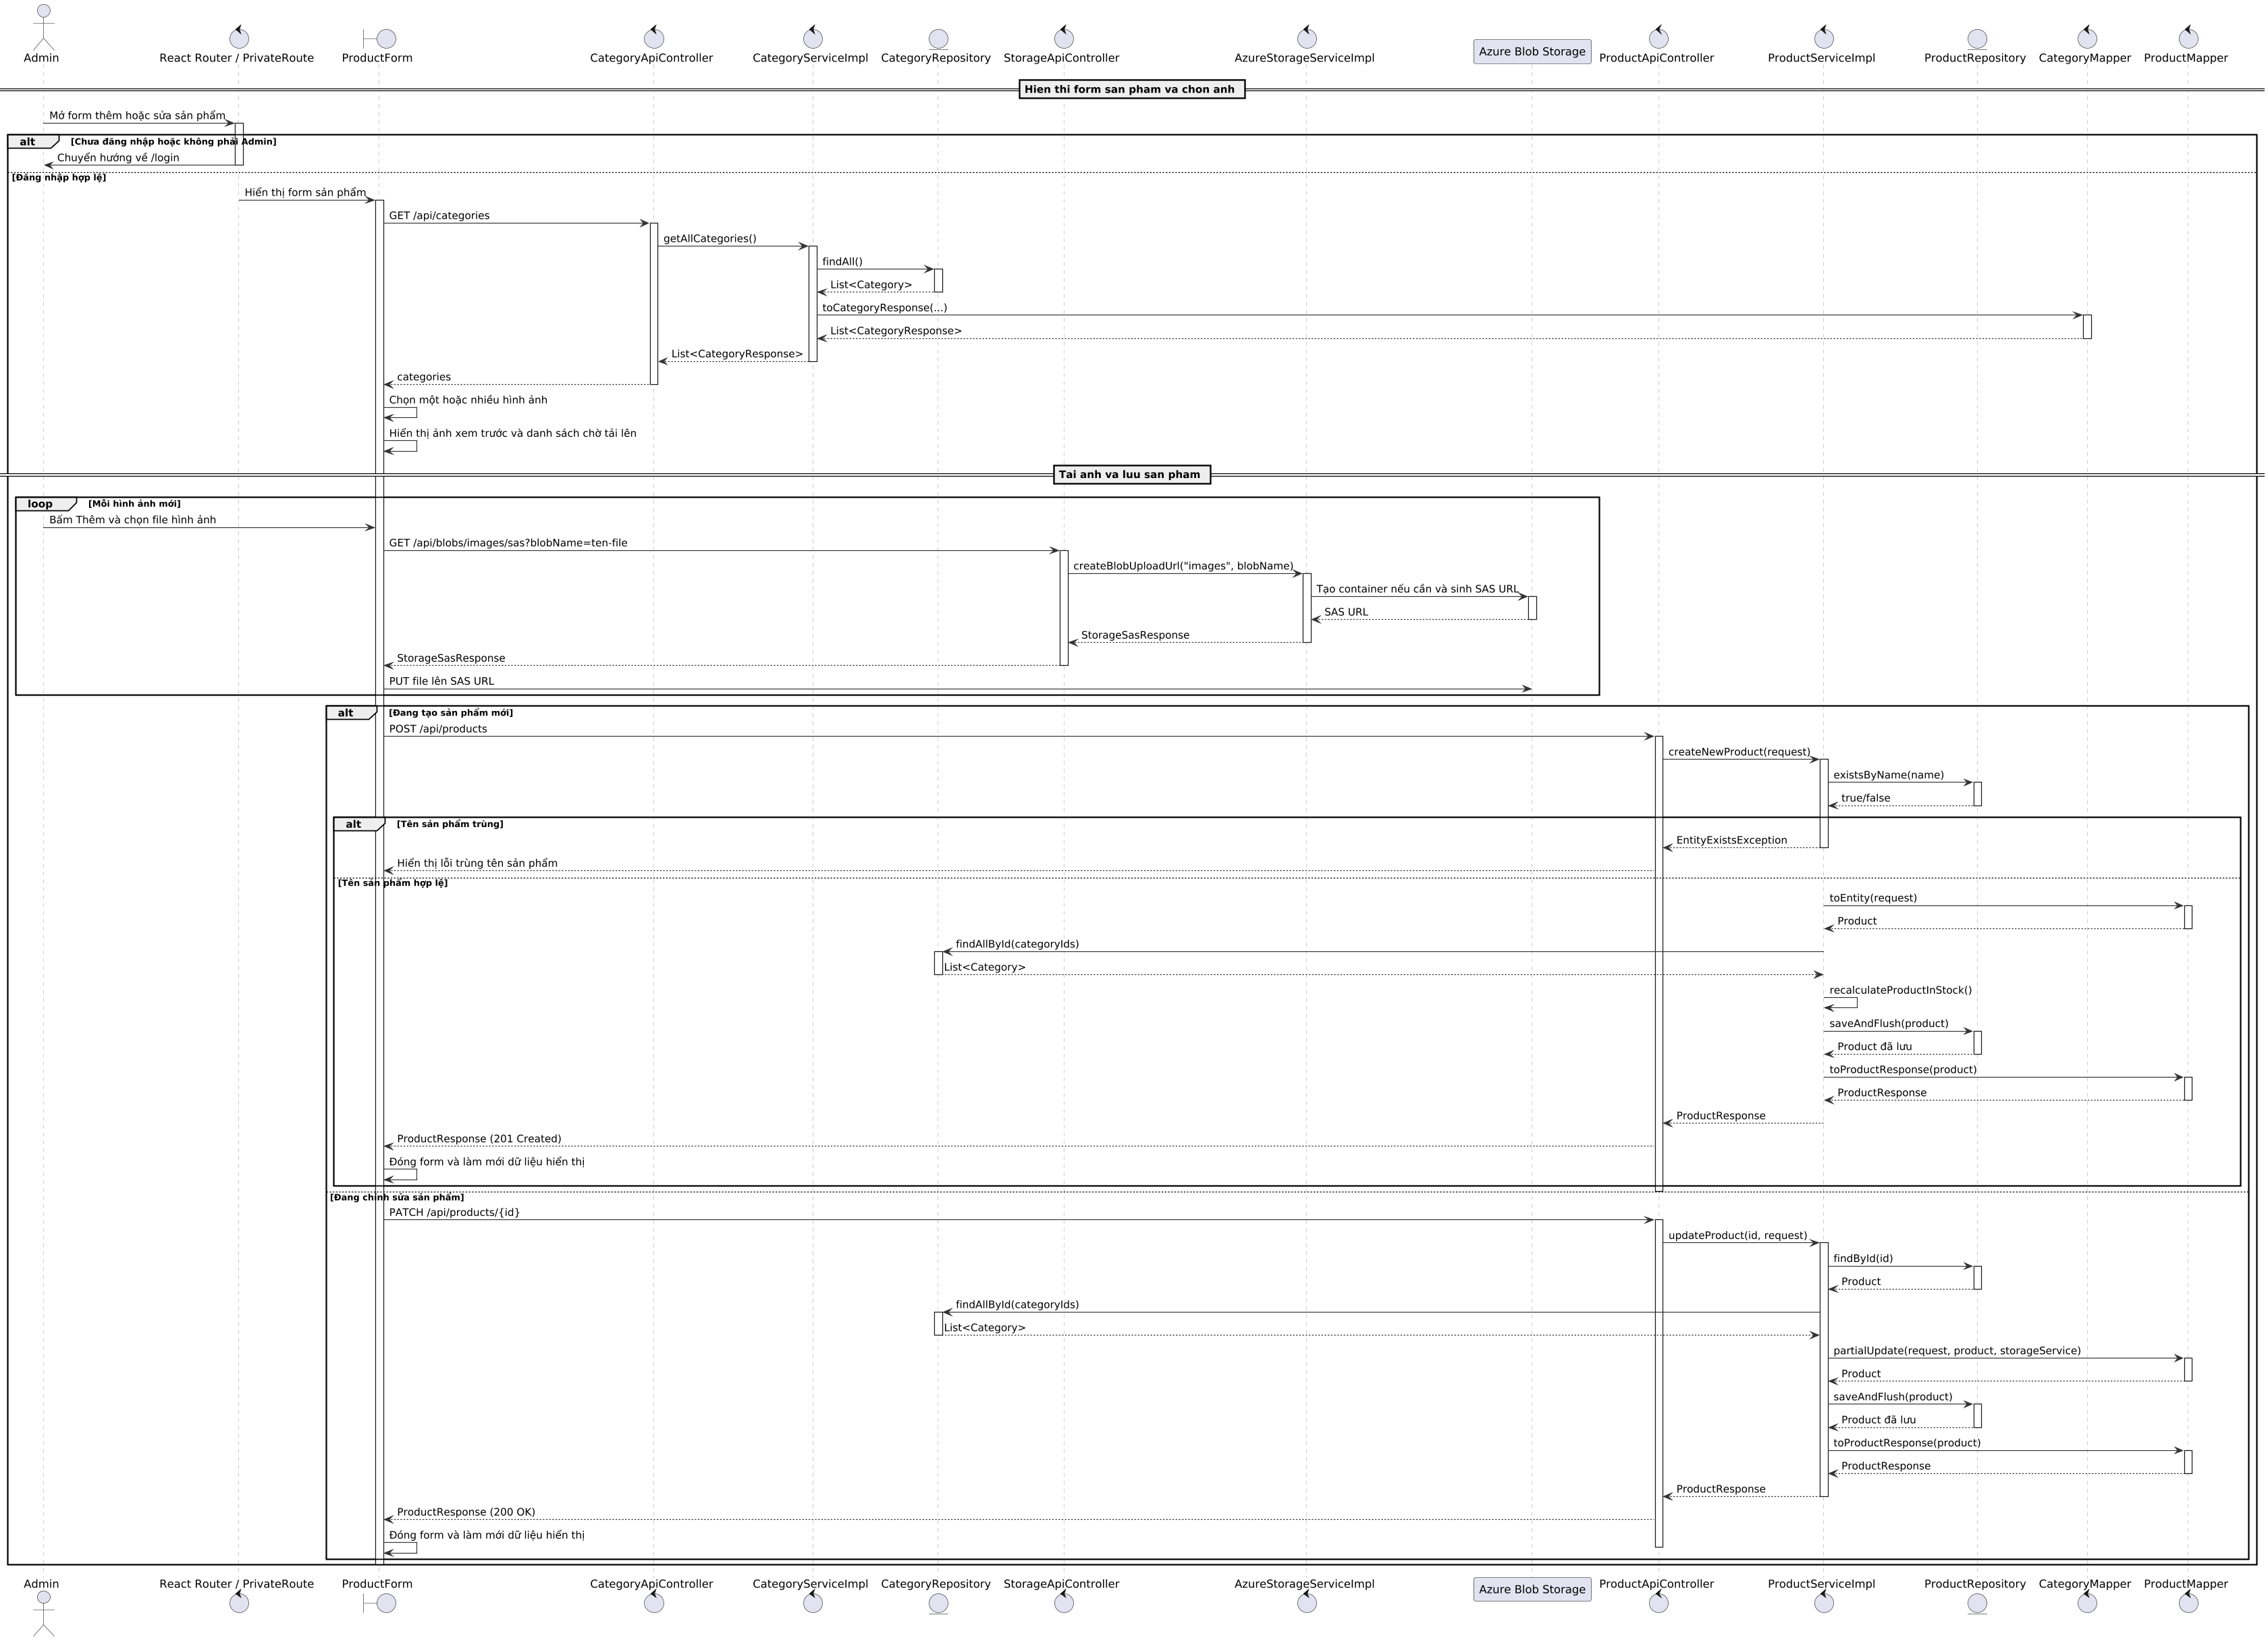 Admin
React Router / PrivateRoute
ProductForm
CategoryApiController
CategoryServiceImpl
CategoryRepository
StorageApiController
AzureStorageServiceImpl
Azure Blob Storage
ProductApiController
ProductServiceImpl
ProductRepository
CategoryMapper
ProductMapper
Hien thi form san pham va chon anh
Mở form thêm hoặc sửa sản phẩm
alt [Chưa đăng nhập hoặc không phải Admin]
Chuyển hướng về /login
[Đăng nhập hợp lệ]
Hiển thị form sản phẩm
GET /api/categories
getAllCategories()
findAll()
List<Category>
toCategoryResponse(...)
List<CategoryResponse>
List<CategoryResponse>
categories
Chọn một hoặc nhiều hình ảnh
Hiển thị ảnh xem trước và danh sách chờ tải lên
Tai anh va luu san pham
loop [Mỗi hình ảnh mới]
Bấm Thêm và chọn file hình ảnh
GET /api/blobs/images/sas?blobName=ten-file
createBlobUploadUrl("images", blobName)
Tạo container nếu cần và sinh SAS URL
SAS URL
StorageSasResponse
StorageSasResponse
PUT file lên SAS URL
alt [Đang tạo sản phẩm mới]
POST /api/products
createNewProduct(request)
existsByName(name)
true/false
alt [Tên sản phẩm trùng]
EntityExistsException
Hiển thị lỗi trùng tên sản phẩm
[Tên sản phẩm hợp lệ]
toEntity(request)
Product
findAllById(categoryIds)
List<Category>
recalculateProductInStock()
saveAndFlush(product)
Product đã lưu
toProductResponse(product)
ProductResponse
ProductResponse
ProductResponse (201 Created)
Đóng form và làm mới dữ liệu hiển thị
[Đang chỉnh sửa sản phẩm]
PATCH /api/products/{id}
updateProduct(id, request)
findById(id)
Product
findAllById(categoryIds)
List<Category>
partialUpdate(request, product, storageService)
Product
saveAndFlush(product)
Product đã lưu
toProductResponse(product)
ProductResponse
ProductResponse
ProductResponse (200 OK)
Đóng form và làm mới dữ liệu hiển thị
Admin
React Router / PrivateRoute
ProductForm
CategoryApiController
CategoryServiceImpl
CategoryRepository
StorageApiController
AzureStorageServiceImpl
Azure Blob Storage
ProductApiController
ProductServiceImpl
ProductRepository
CategoryMapper
ProductMapper